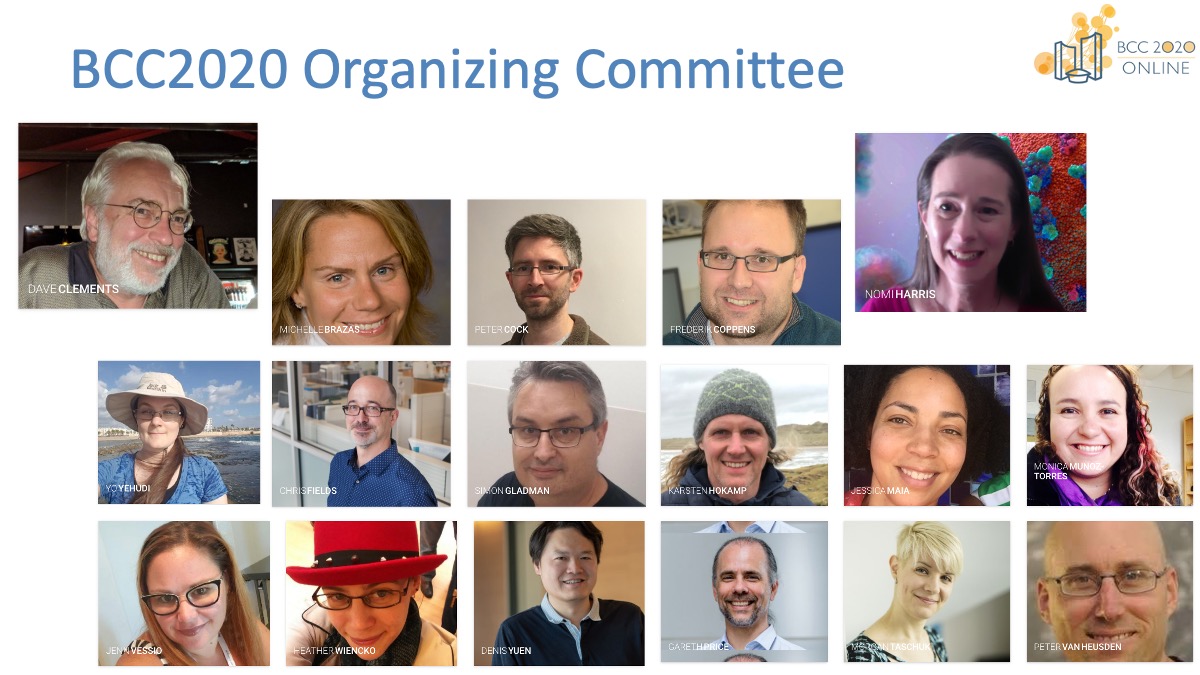 BCC2020 Organizing Committee
BCC 2020
ONLINE
DAVE CLEMENTS
MICHELLE BRAZAS
PETER COCK
FREDERIK COPPENS
NOMI HARRIS
YO YEHUDI
CHRIS FIELDS
SIMON GLADMAN
KARSTEN HOKAMP
JESSICA MAIA
MONICA MUNOZ-
TORRES
JENN VESSIO
HEATHER WIENCKO
DENIS YUEN
GARETH PRICE
MORGAN TASCHUK
PETER VAN HEUSDEN